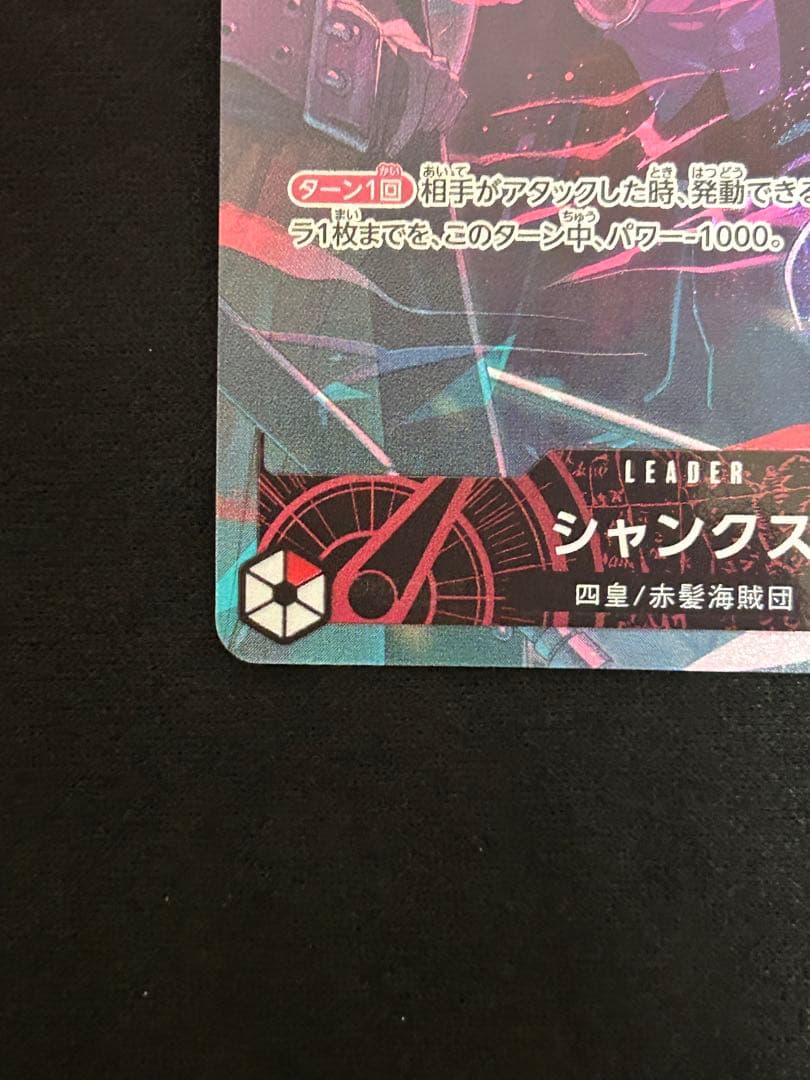 ターン1回 相手がアタックした時、発動できる
ラ1枚までを、このターン中、パワー-1000。
LEADER
シャンクス
四皇/赤髪海賊団